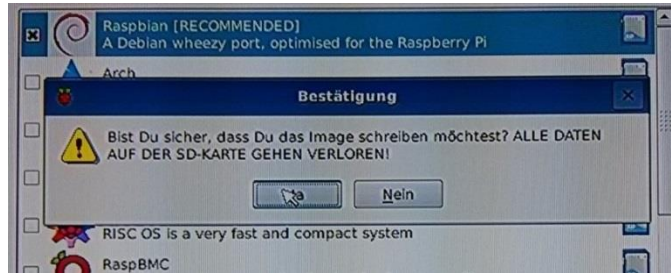 Raspbian [RECOMMENDED]
A Debian wheezy port, optimised for the Raspberry Pi
Arch
Bestätigung
Bist Du sicher, dass Du das Image schreiben möchtest? ALLE DATEN
AUF DER SD-KARTE GEHEN VERLOREN!
Ja
Nein
RISC OS is a very fast and compact system
RaspBMC